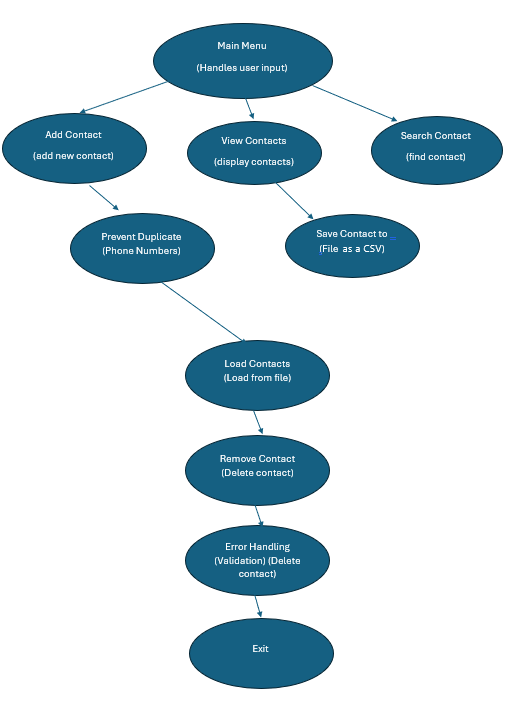 Main Menu
(Handles user input)
Add Contact
(add new contact)
View Contacts
(display contacts)
Search Contact
(find contact)
Prevent Duplicate
(Phone Numbers)
Save Contact to
(File as a CSV)
Load Contacts
(Load from file)
Remove Contact
(Delete contact)
Error Handling
(Validation) (Delete
contact)
Exit